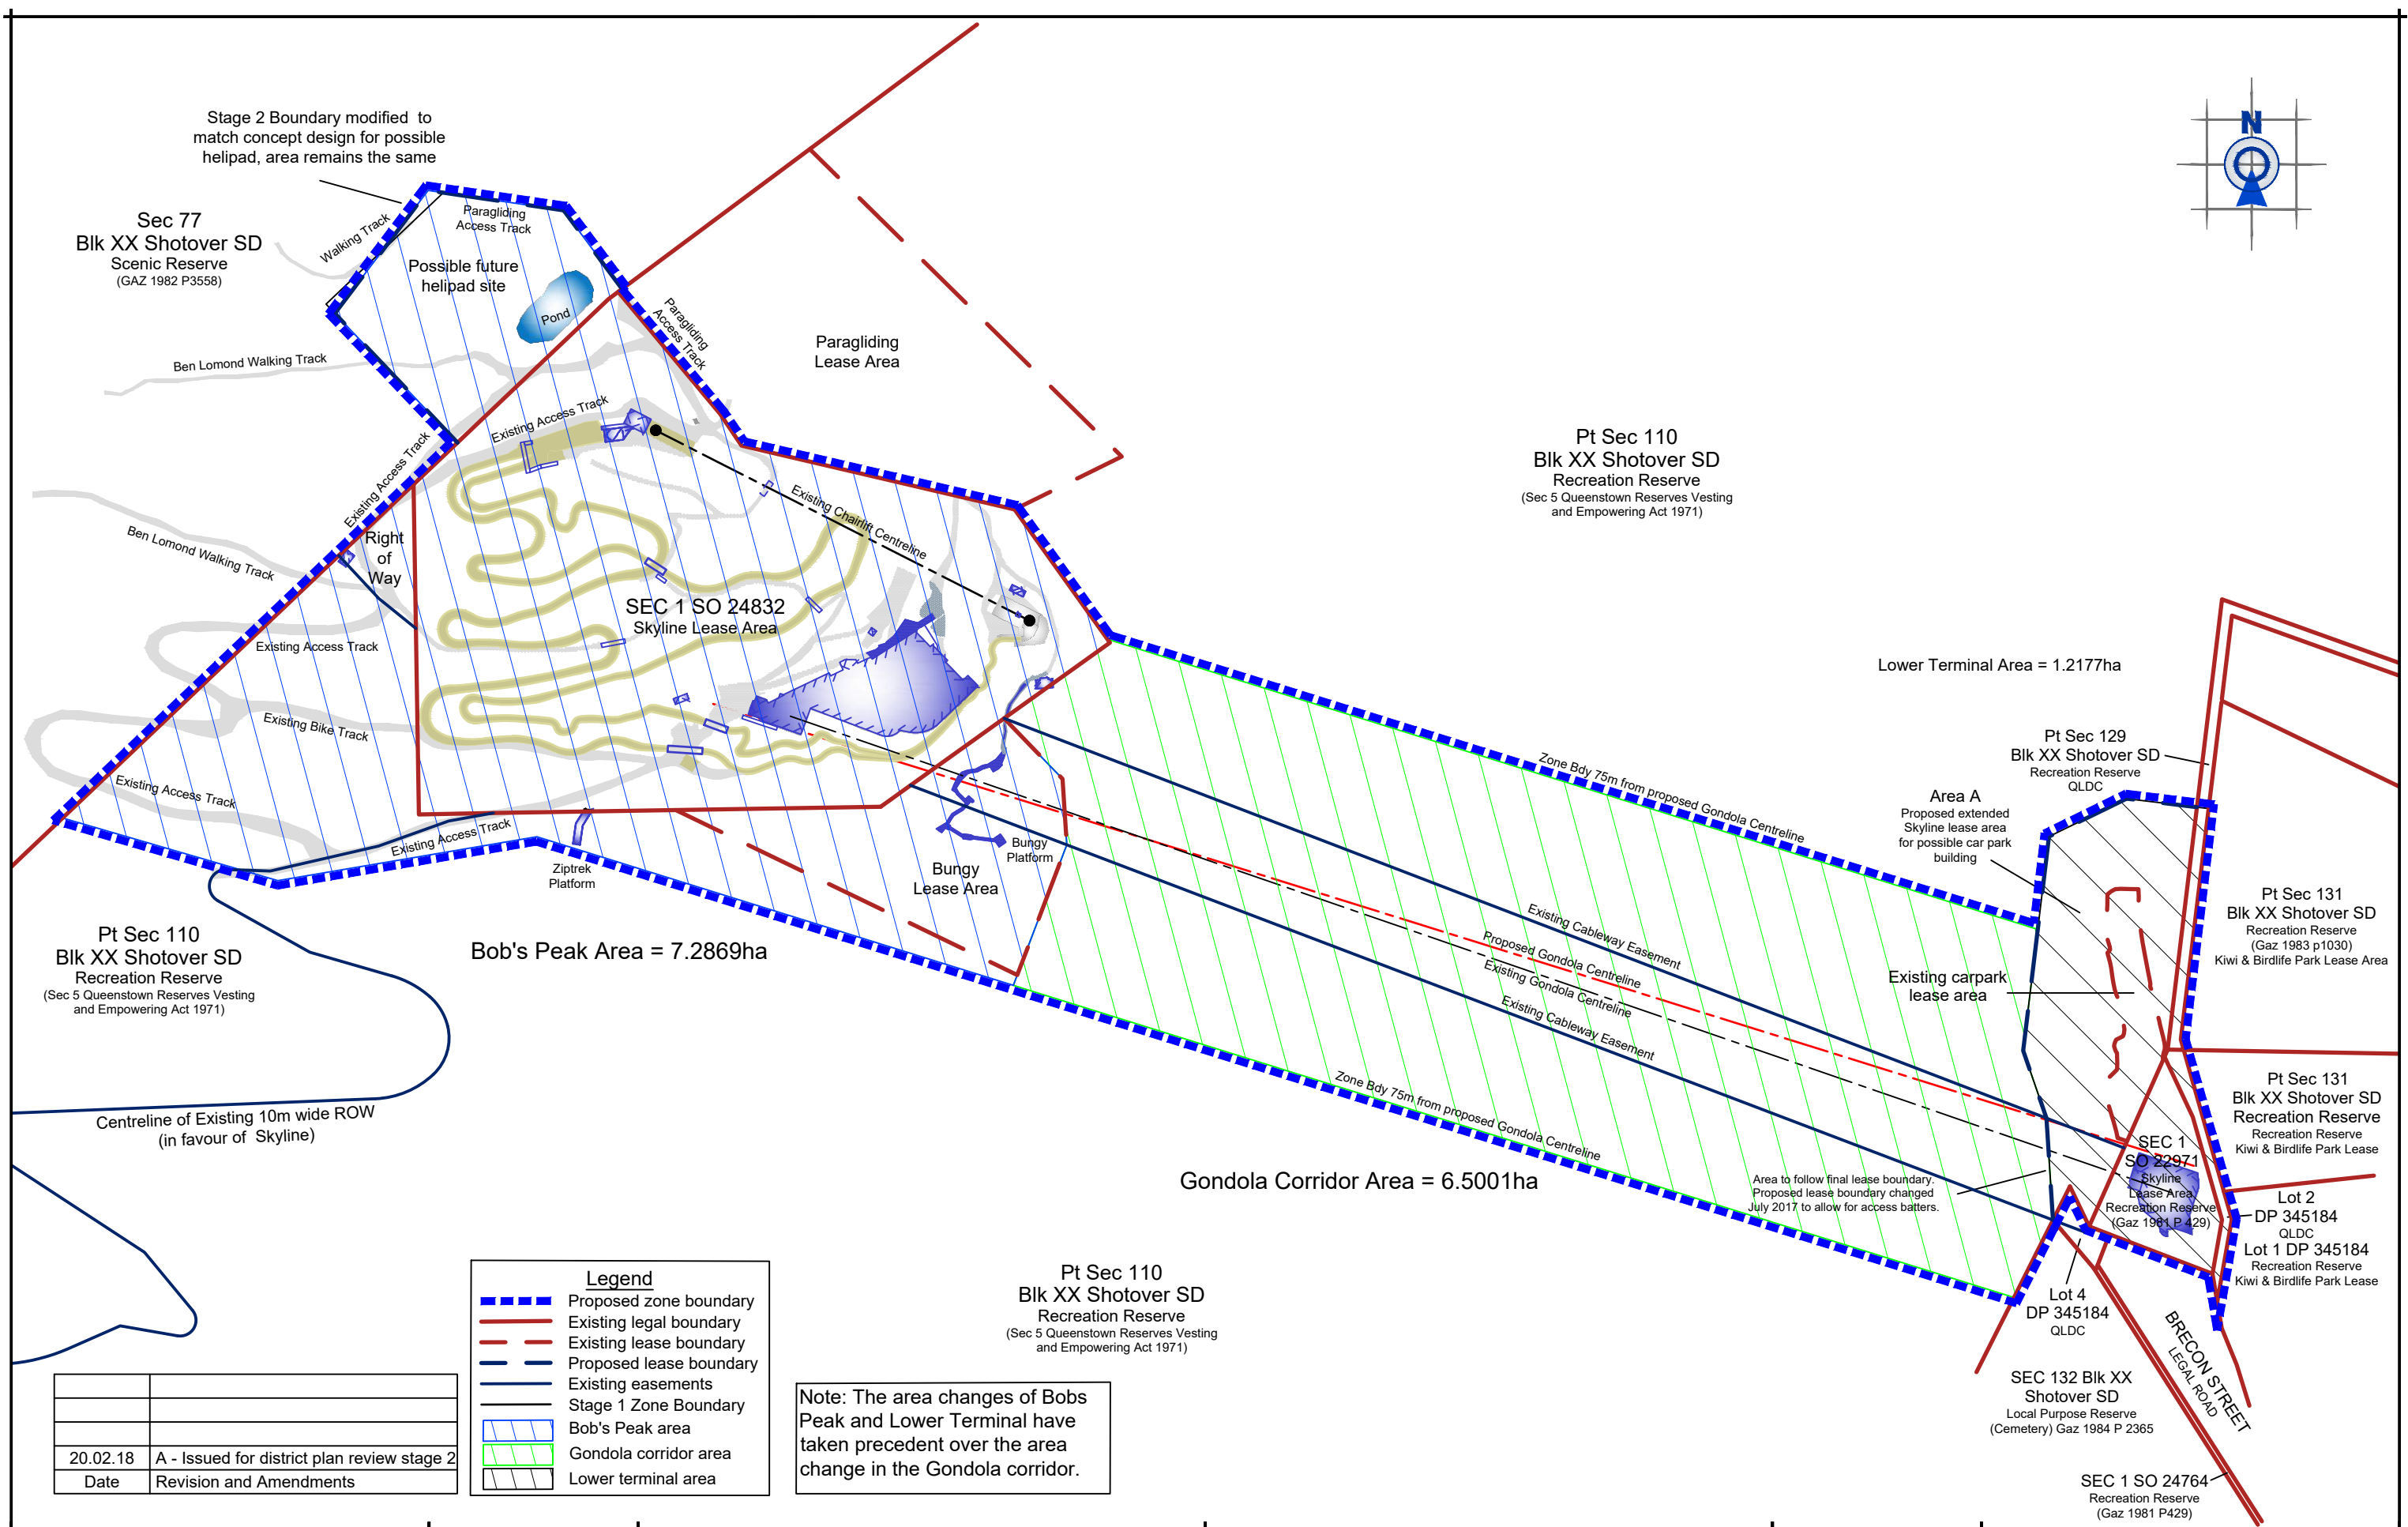 Stage 2 Boundary modified to
match concept design for possible
helipad, area remains the same
N
Sec 77
Blk XX Shotover SD
Scenic Reserve
(GAZ 1982 P3558)
Walking Track
Paragliding
Access Track
Possible future
helipad site
Pond
Paragliding
Access Track
Paragliding
Lease Area
Ben Lomond Walking Track
Existing Access Track
Existing Access Track
Existing Chairlift Centreline
Right
of
Way
Ben Lomond Walking Track
SEC 1 SO 24832
Skyline Lease Area
Existing Access Track
Existing Bike Track
Existing Access Track
Existing Access Track
Ziptrek
Platform
Bungy
Platform
Bungy
Lease Area
Pt Sec 110
Blk XX Shotover SD
Recreation Reserve
(Sec 5 Queenstown Reserves Vesting
and Empowering Act 1971)
Lower Terminal Area = 1.2177ha
Pt Sec 129
Blk XX Shotover SD
Recreation Reserve
QLDC
Zone Bdy 75m from proposed Gondola Centreline
Area A
Proposed extended
Skyline lease area
for possible car park
building
Pt Sec 131
Blk XX Shotover SD
Recreation Reserve
(Gaz 1983 p1030)
Kiwi & Birdlife Park Lease Area
Pt Sec 110
Blk XX Shotover SD
Recreation Reserve
(Sec 5 Queenstown Reserves Vesting
and Empowering Act 1971)
Bob's Peak Area = 7.2869ha
Existing Cableway Easement
Proposed Gondola Centreline
Existing Gondola Centreline
Existing Cableway Easement
Existing carpark
lease area
Zone Bdy 75m from proposed Gondola Centreline
Pt Sec 131
Blk XX Shotover SD
Recreation Reserve
Recreation Reserve
Kiwi & Birdlife Park Lease
Centreline of Existing 10m wide ROW
(in favour of Skyline)
Gondola Corridor Area = 6.5001ha
Area to follow final lease boundary.
Proposed lease boundary changed
July 2017 to allow for access batters.
SEC 1
SO 22971
Skyline
Lease Area
Recreation Reserve
(Gaz 1981 P 429)
Lot 2
DP 345184
QLDC
Lot 1 DP 345184
Recreation Reserve
Kiwi & Birdlife Park Lease
Lot 4
DP 345184
QLDC
Pt Sec 110
Blk XX Shotover SD
Recreation Reserve
(Sec 5 Queenstown Reserves Vesting
and Empowering Act 1971)
BRECON STREET
LEGAL ROAD
SEC 132 Blk XX
Shotover SD
Local Purpose Reserve
(Cemetery) Gaz 1984 P 2365
SEC 1 SO 24764
Recreation Reserve
(Gaz 1981 P429)
Legend
Proposed zone boundary
Existing legal boundary
Existing lease boundary
Proposed lease boundary
Existing easements
Stage 1 Zone Boundary
Bob's Peak area
Gondola corridor area
Lower terminal area
Note: The area changes of Bobs
Peak and Lower Terminal have
taken precedent over the area
change in the Gondola corridor.
20.02.18 A - Issued for district plan review stage 2
Date Revision and Amendments